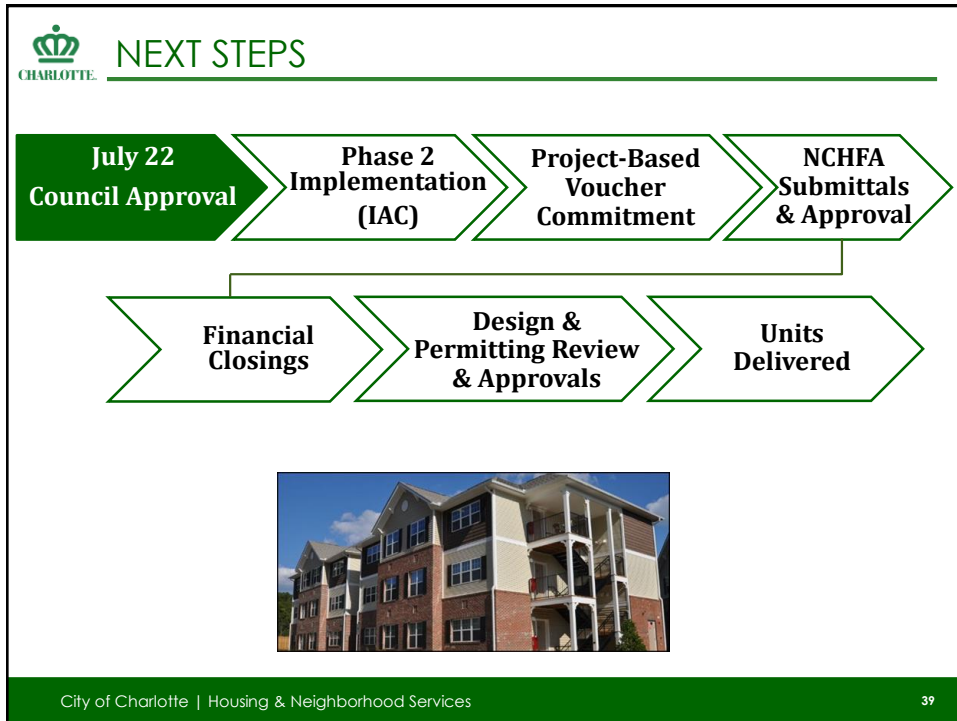 CHARLOTTE.
NEXT STEPS
July 22
Council Approval
Phase 2
Implementation
(IAC)
Project-Based
Voucher
Commitment
NCHFA
Submittals
& Approval
Financial
Closings
Design &
Permitting Review
& Approvals
Units
Delivered
City of Charlotte | Housing & Neighborhood Services
39